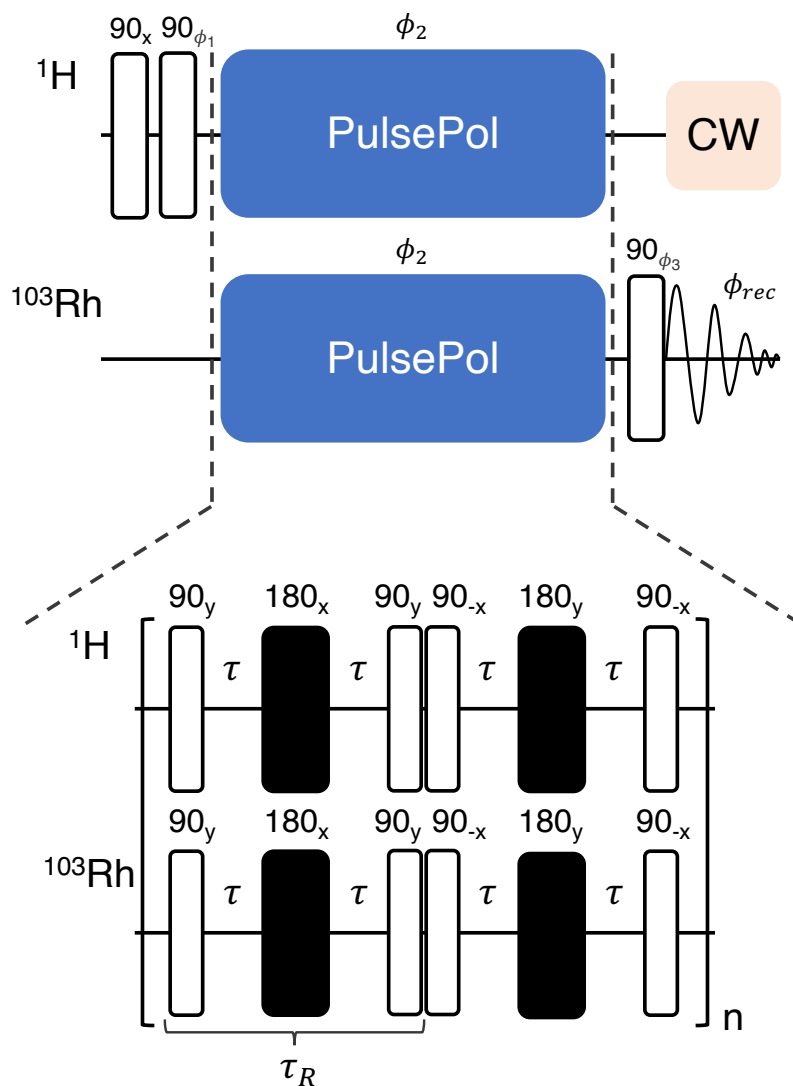 90ₓ 90ϕ₁ ϕ₂
¹H
PulsePol
CW
ϕ₂
90ϕ₃
ϕrec
¹⁰³Rh
PulsePol
90y 180x 90y 90-x 180y 90-x
¹H
τ τ τ τ
90y 180x 90y 90-x 180y 90-x
¹⁰³Rh
τ τ τ τ
n
τR